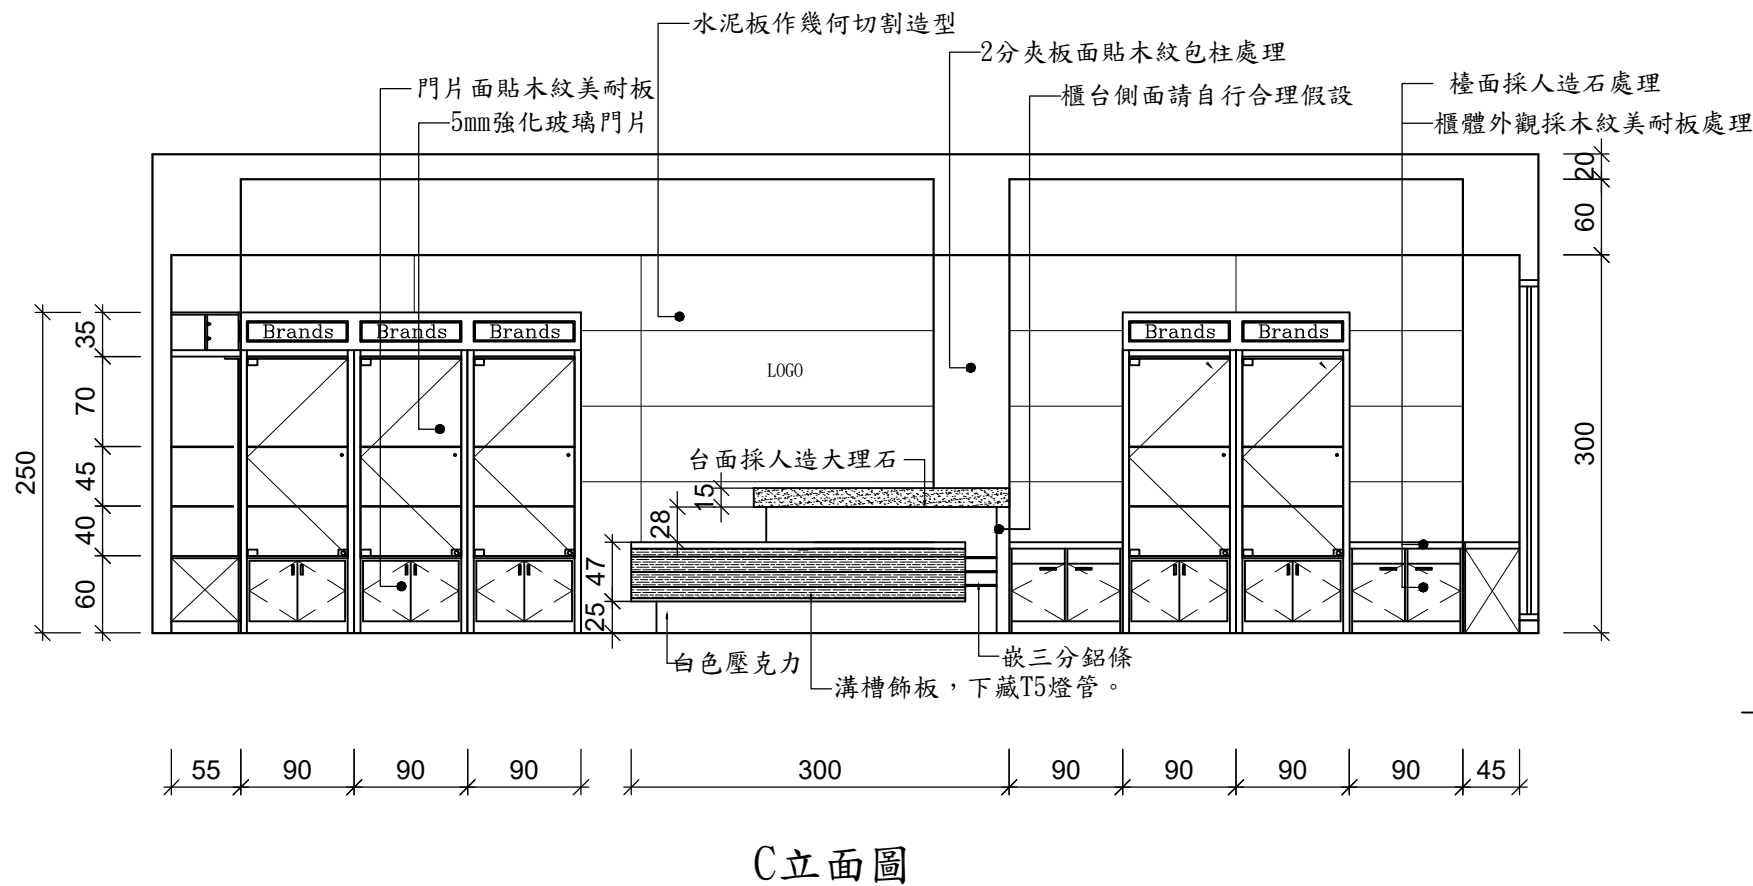 水泥板作幾何切割造型
2分夾板面貼木紋包柱處理
門片面貼木紋美耐板
櫃台側面請自行合理假設
檯面採人造石處理
5mm強化玻璃門片
櫃體外觀採木紋美耐板處理
20
60
Brands Brands Brands
Brands Brands
35
LOGO
70
300
台面採人造大理石
45
15
250
28
40
47
60
25
白色壓克力
嵌三分鋁條
溝槽飾板，下藏T5燈管。
55 90 90 90 300 90 90 90 90 45
C立面圖